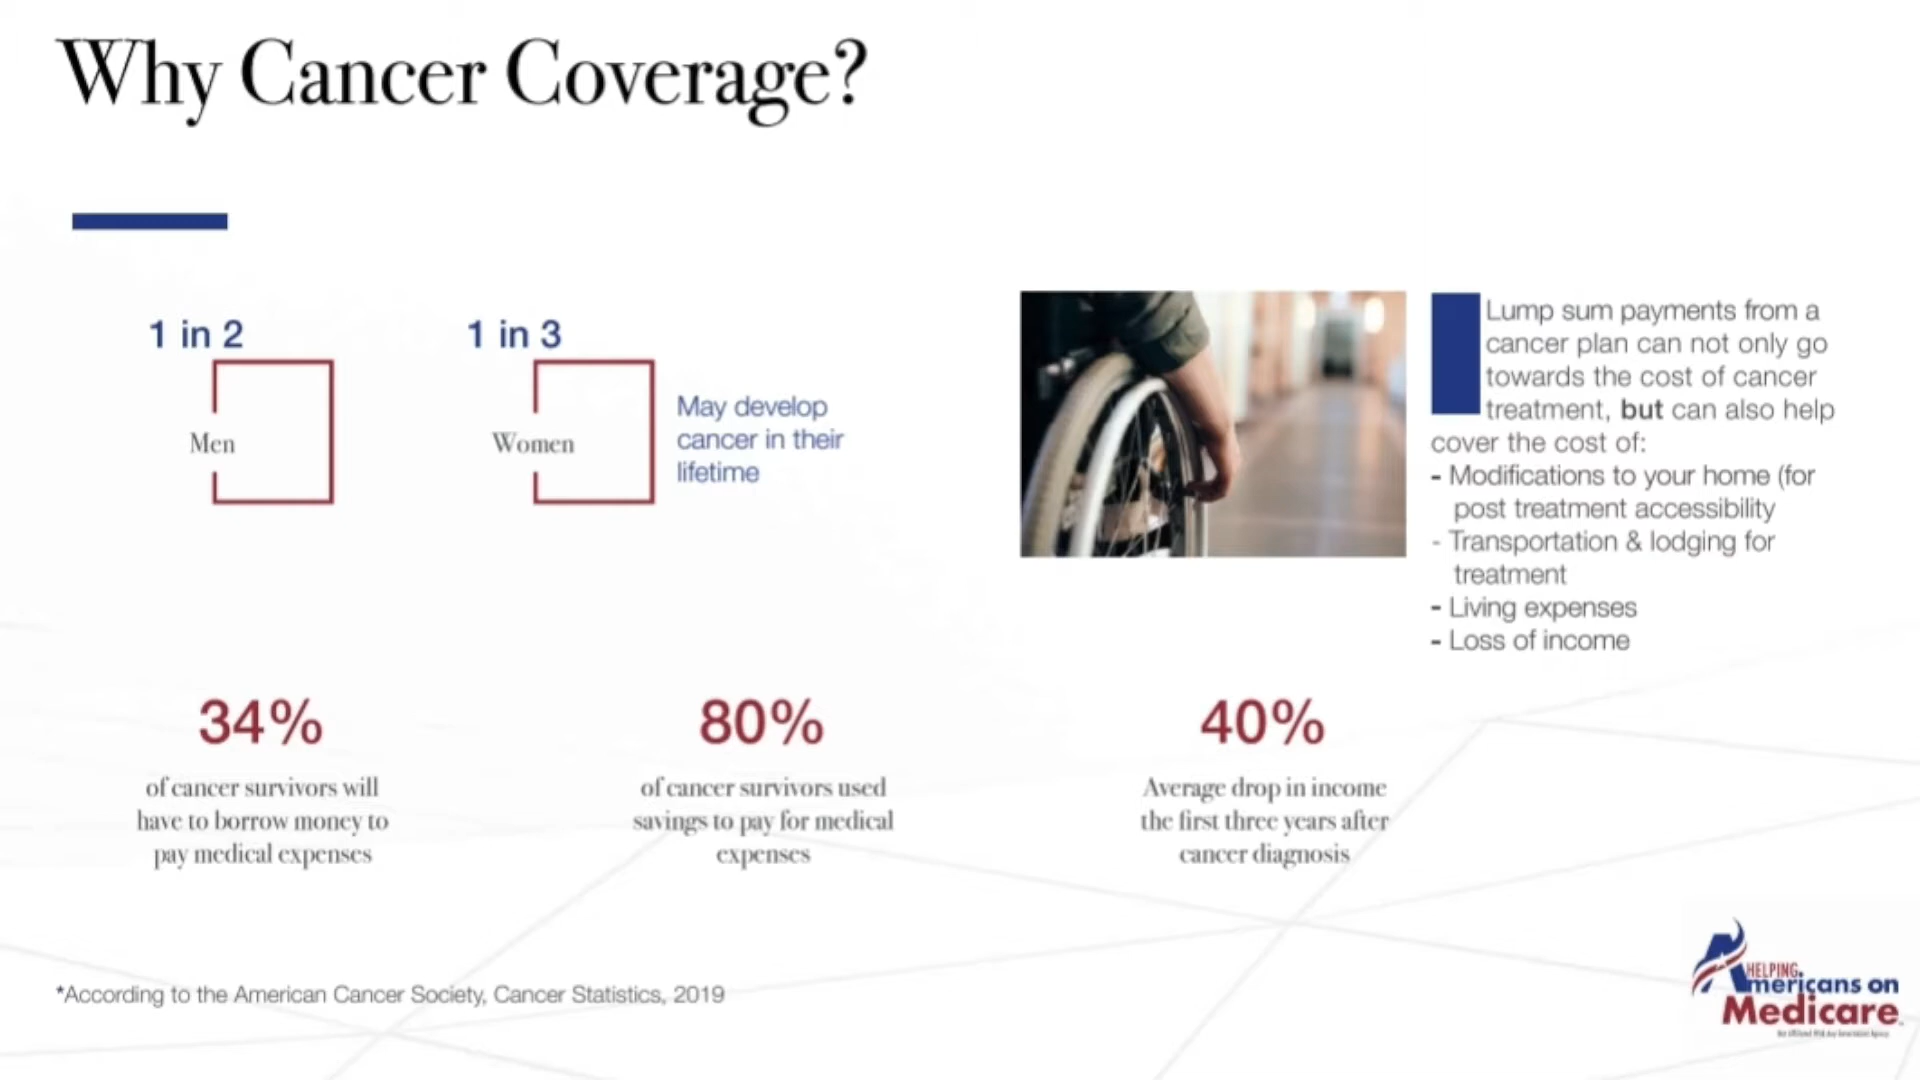 Why Cancer Coverage?
1 in 2
Men
1 in 3
Women
May develop
cancer in their
lifetime
Lump sum payments from a
cancer plan can not only go
towards the cost of cancer
treatment, but can also help
cover the cost of:
- Modifications to your home (for
post treatment accessibility
- Transportation & lodging for
treatment
- Living expenses
- Loss of income
34%
of cancer survivors will
have to borrow money to
pay medical expenses
80%
of cancer survivors used
savings to pay for medical
expenses
40%
Average drop in income
the first three years after
cancer diagnosis
*According to the American Cancer Society, Cancer Statistics, 2019
HELPING
Americans on
Medicare